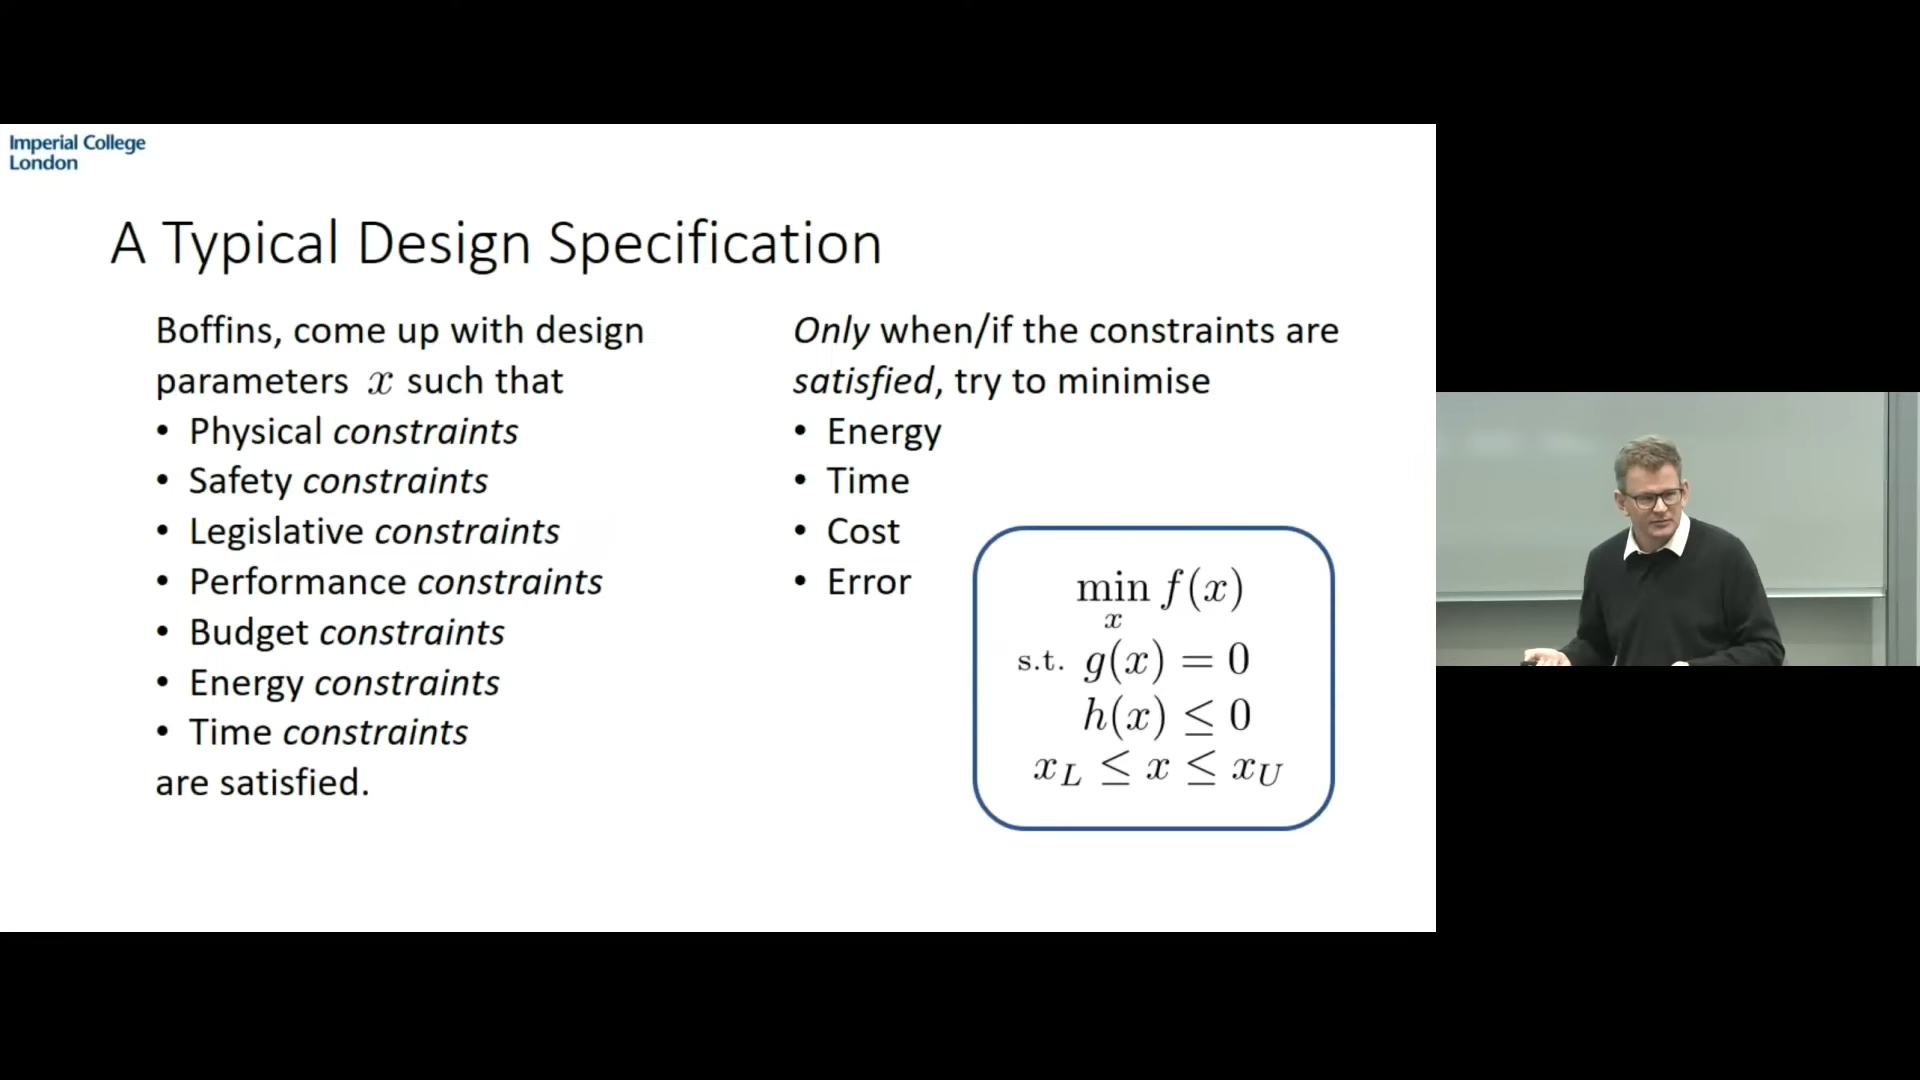 Imperial College
London
A Typical Design Specification
Boffins, come up with design
parameters x such that
• Physical constraints
• Safety constraints
• Legislative constraints
• Performance constraints
• Budget constraints
• Energy constraints
• Time constraints
are satisfied.
Only when/if the constraints are
satisfied, try to minimise
• Energy
• Time
• Cost
• Error
min f(x)
x
s.t. g(x) = 0
h(x) ≤ 0
x_L ≤ x ≤ x_U